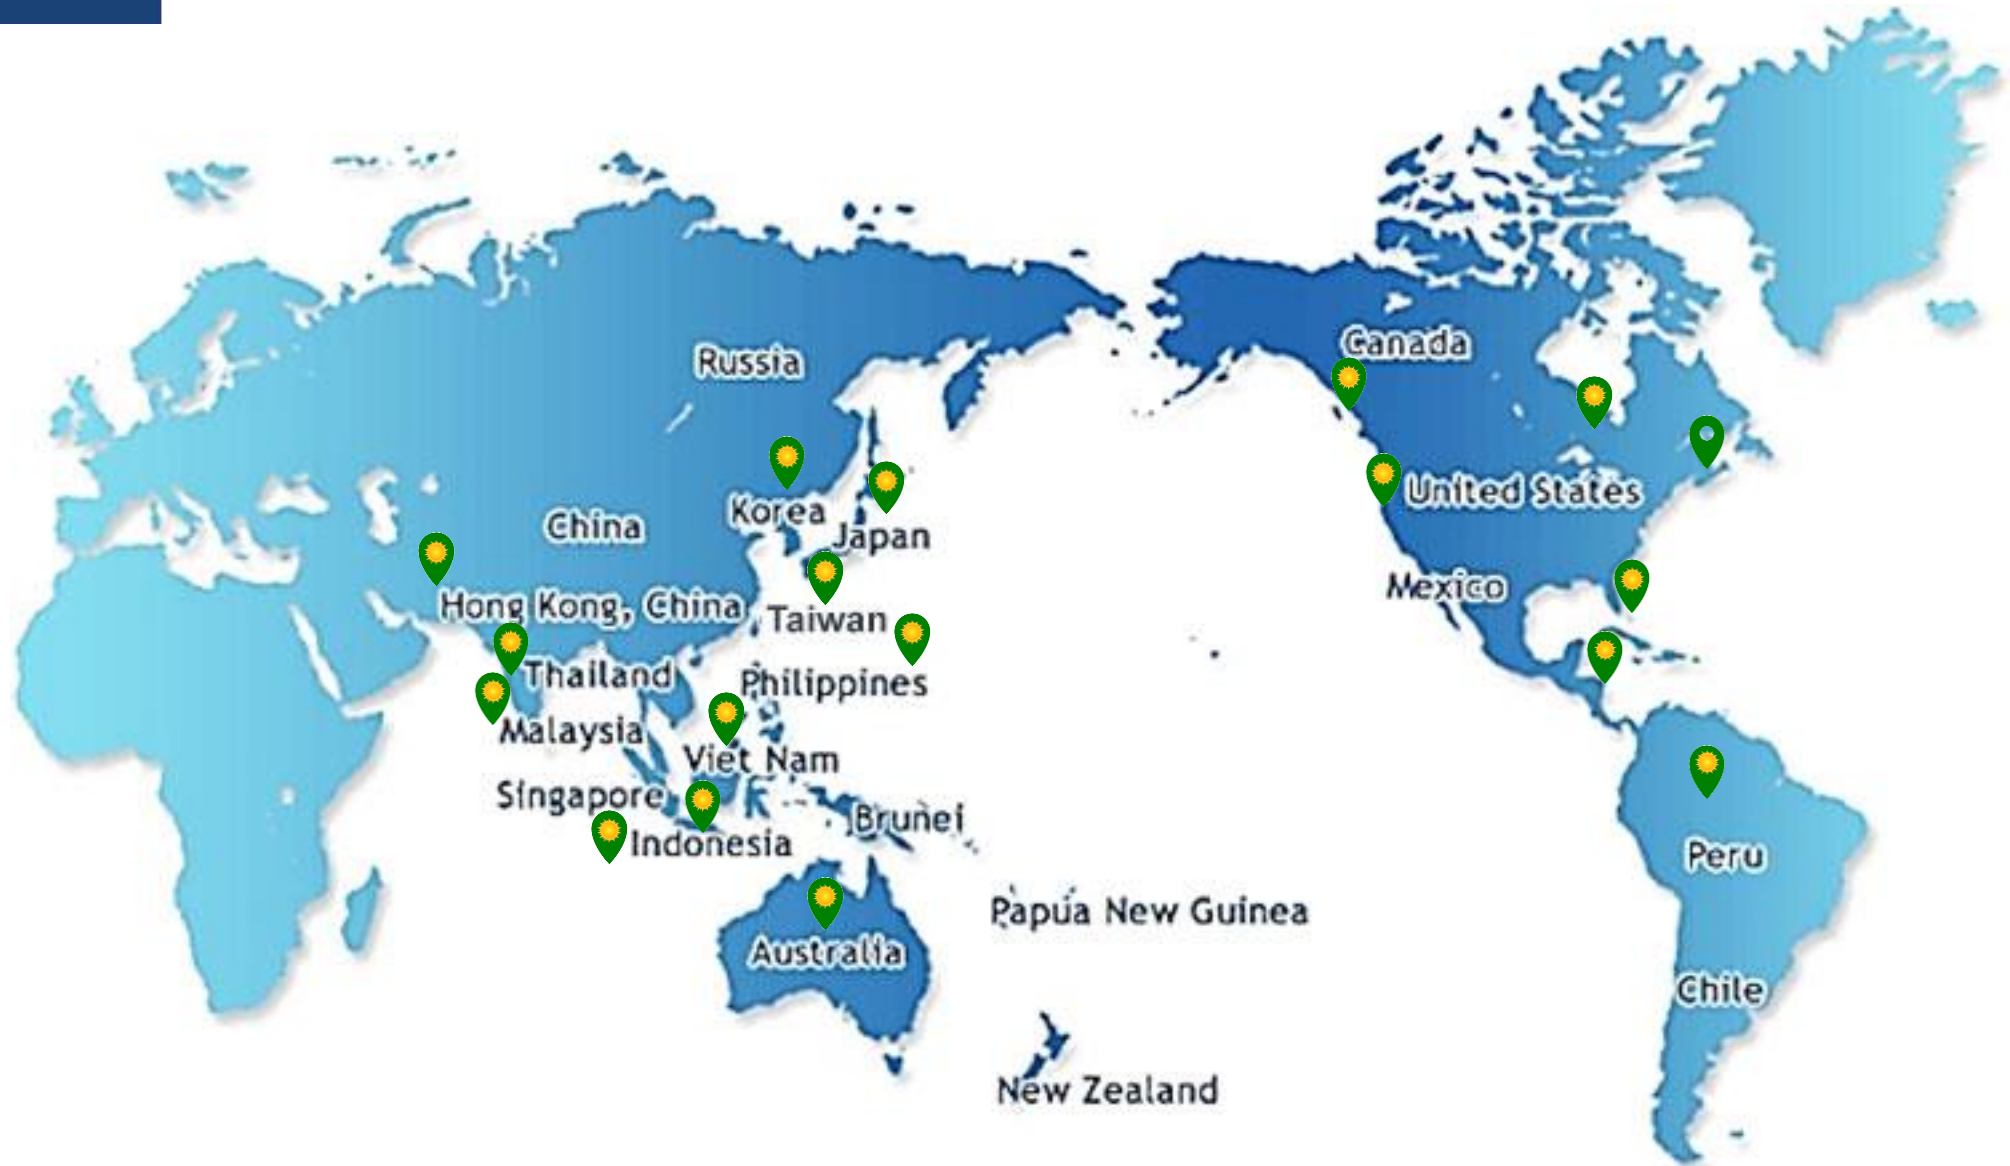 Canada
Russia
United States
Korea
China
Japan
Mexico
Hong Kong, China
Taiwan
Thailand
Philippines
Malaysia
Viet Nam
Singapore
Brunei
Indonesia
Peru
Papua New Guinea
Australia
Chile
New Zealand